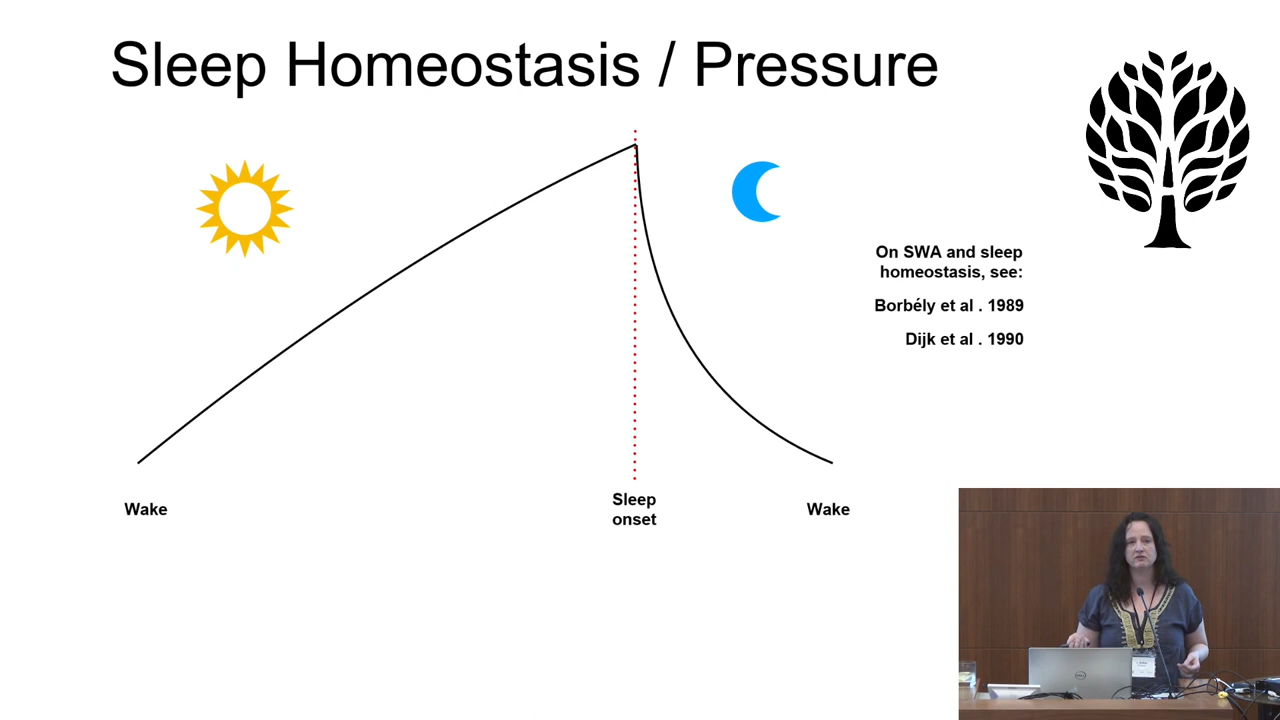 Sleep Homeostasis / Pressure
On SWA and sleep
homeostasis, see:
Borbély et al . 1989
Dijk et al . 1990
Wake
Sleep
onset
Wake
DELL